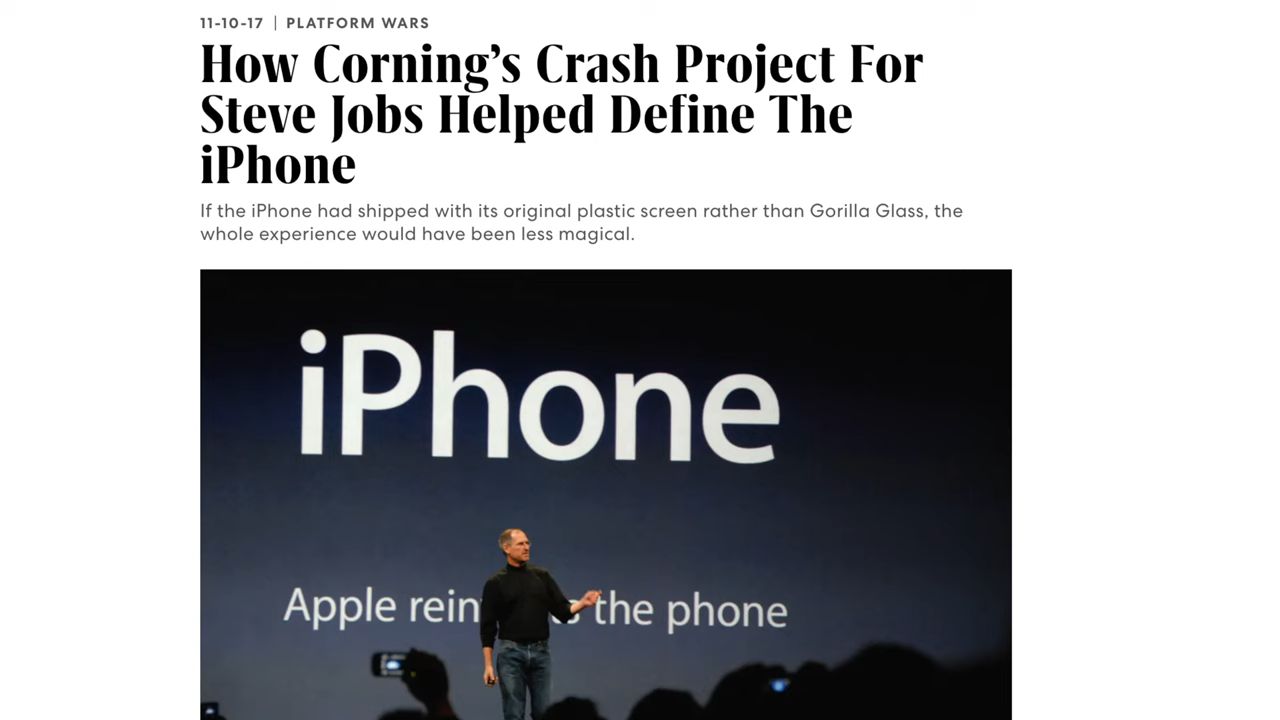 11-10-17 | PLATFORM WARS
How Corning’s Crash Project For
Steve Jobs Helped Define The
iPhone
If the iPhone had shipped with its original plastic screen rather than Gorilla Glass, the
whole experience would have been less magical.
iPhone
Apple rein s the phone